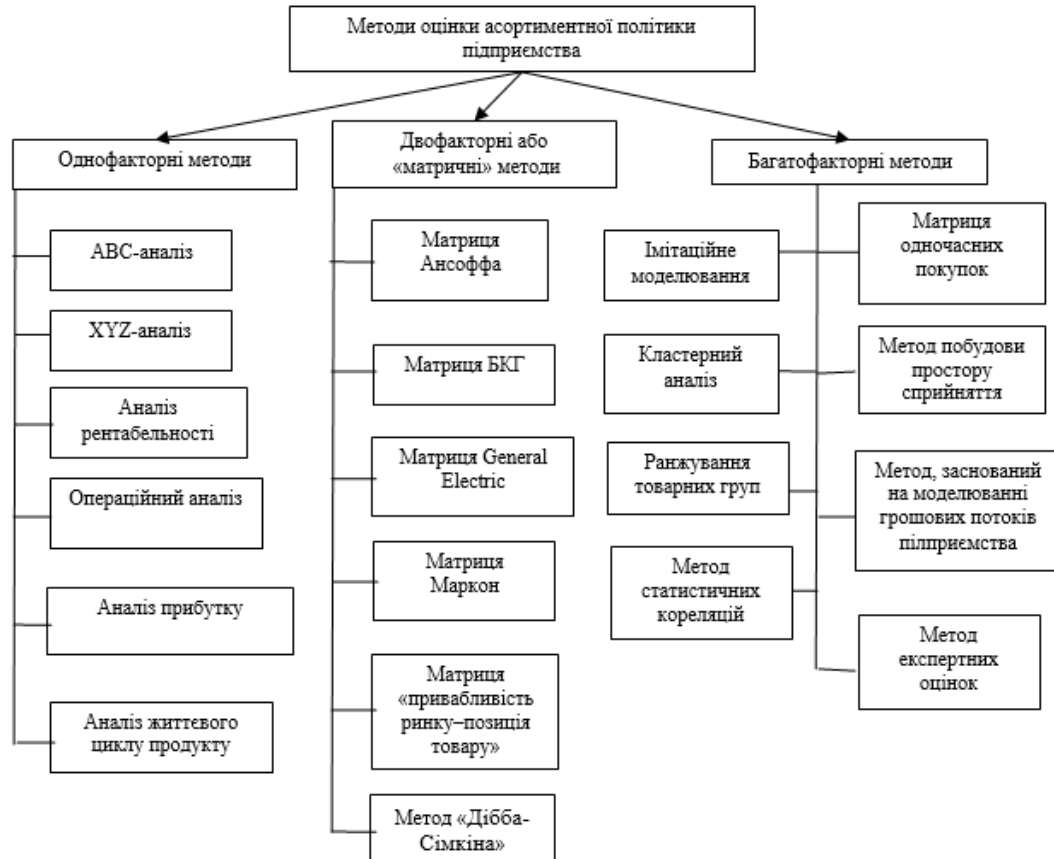 Методи оцінки асортиментної політики
підприємства
Однофакторні методи
Двофакторні або
«матричні» методи
Багатофакторні методи
АВС-аналіз
XYZ-аналіз
Аналіз
рентабельності
Операційний аналіз
Аналіз прибутку
Аналіз життєвого
циклу продукту
Матриця
Ансоффа
Матриця БКГ
Матриця General
Electric
Матриця
Маркон
Матриця
«привабливість
ринку–позиція
товару»
Метод «Дібба-
Сімкіна»
Імітаційне
моделювання
Кластерний
аналіз
Ранжування
товарних груп
Метод
статистичних
кореляцій
Матриця
одночасних
покупок
Метод побудови
простору
сприйняття
Метод, заснований
на моделюванні
грошових потоків
пілприємства
Метод
експертних
оцінок